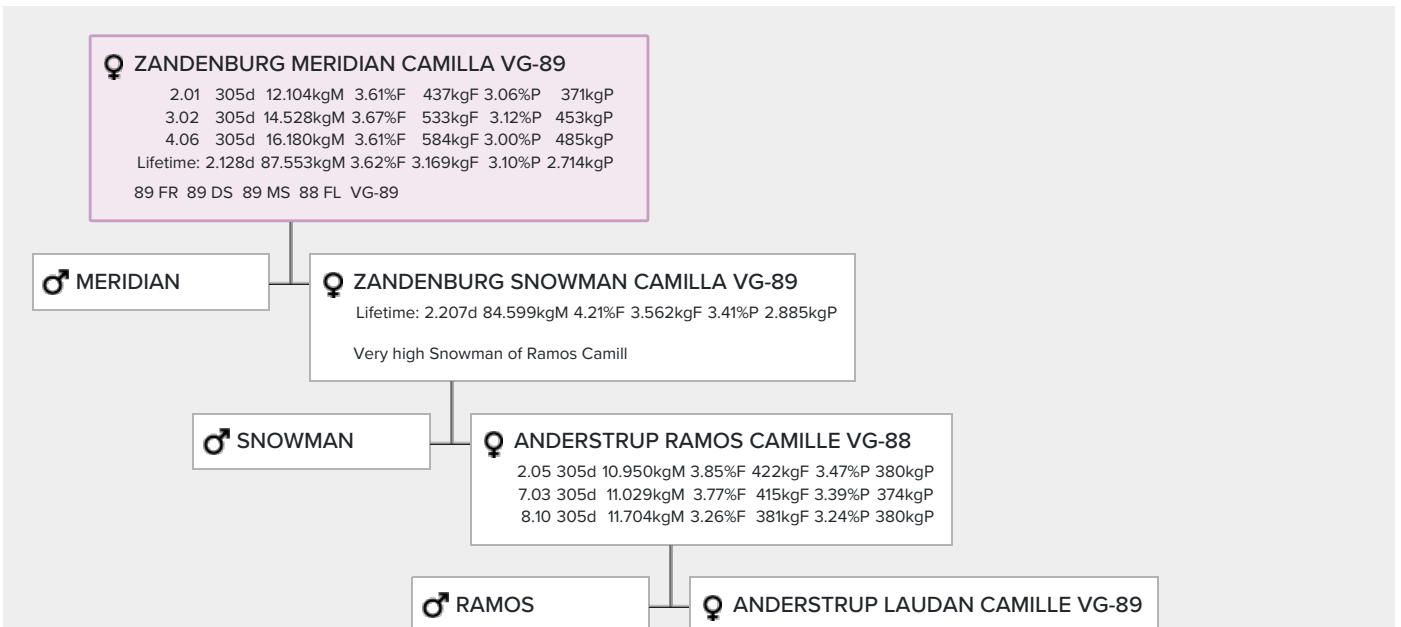 ZANDENBURG MERIDIAN CAMILLA VG-89
2.01 305d 12.104kgM 3.61%F 437kgF 3.06%P 371kgP
3.02 305d 14.528kgM 3.67%F 533kgF 3.12%P 453kgP
4.06 305d 16.180kgM 3.61%F 584kgF 3.00%P 485kgP
Lifetime: 2.128d 87.553kgM 3.62%F 3.169kgF 3.10%P 2.714kgP
89 FR 89 DS 89 MS 88 FL VG-89
MERIDIAN
ZANDENBURG SNOWMAN CAMILLA VG-89
Lifetime: 2.207d 84.599kgM 4.21%F 3.562kgF 3.41%P 2.885kgP
Very high Snowman of Ramos Camill
SNOWMAN
ANDERSTRUP RAMOS CAMILLE VG-88
2.05 305d 10.950kgM 3.85%F 422kgF 3.47%P 380kgP
7.03 305d 11.029kgM 3.77%F 415kgF 3.39%P 374kgP
8.10 305d 11.704kgM 3.26%F 381kgF 3.24%P 380kgP
RAMOS
ANDERSTRUP LAUDAN CAMILLE VG-89